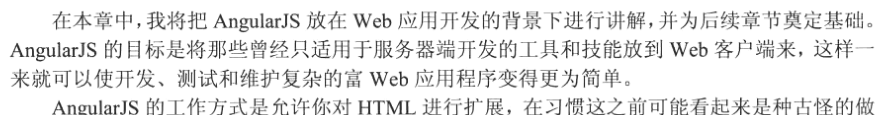 在本章中，我将把 AngularJS 放在 Web 应用开发的背景下进行讲解，并为后续章节奠定基础。
AngularJS 的目标是将那些曾经只适用于服务器端开发的工具和技能放到 Web 客户端来，这样一
来就可以使开发、测试和维护复杂的富 Web 应用程序变得更为简单。
AngularJS 的工作方式是允许你对 HTML 进行扩展，在习惯这之前可能看起来是种古怪的做